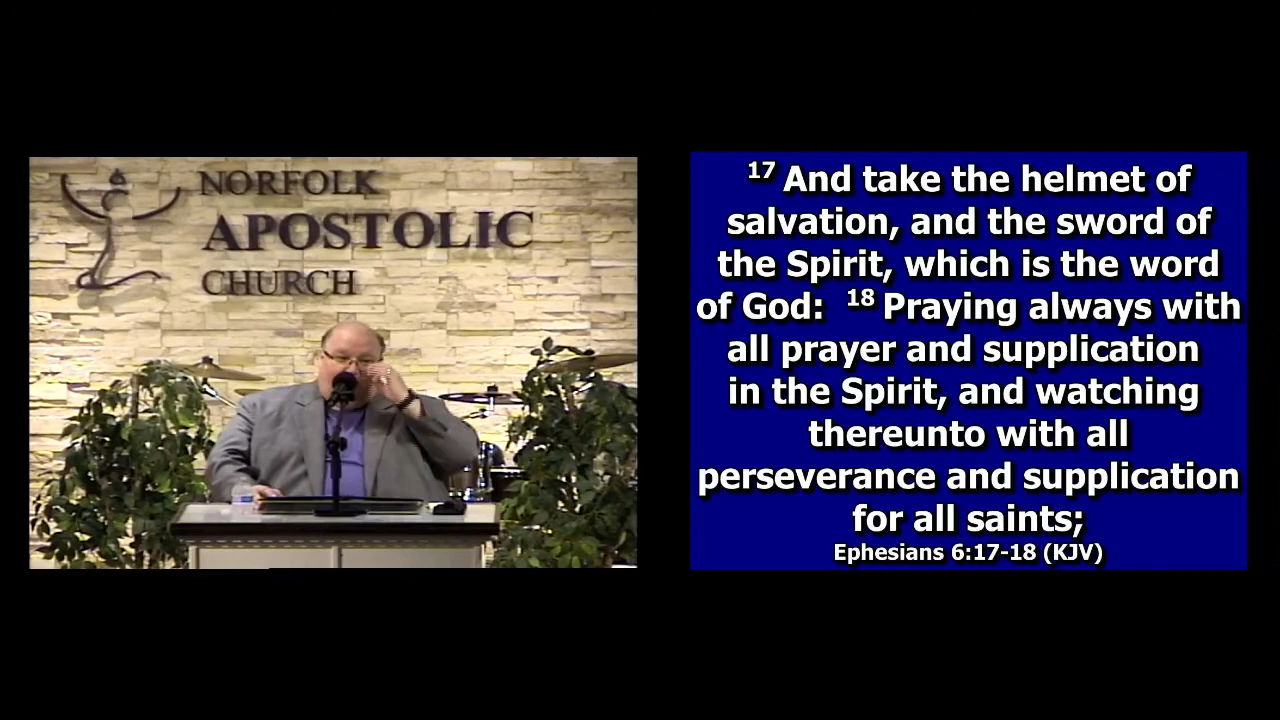 NORFOLK
APOSTOLIC
CHURCH
17 And take the helmet of
salvation, and the sword of
the Spirit, which is the word
of God: 18 Praying always with
all prayer and supplication
in the Spirit, and watching
thereunto with all
perseverance and supplication
for all saints;
Ephesians 6:17-18 (KJV)